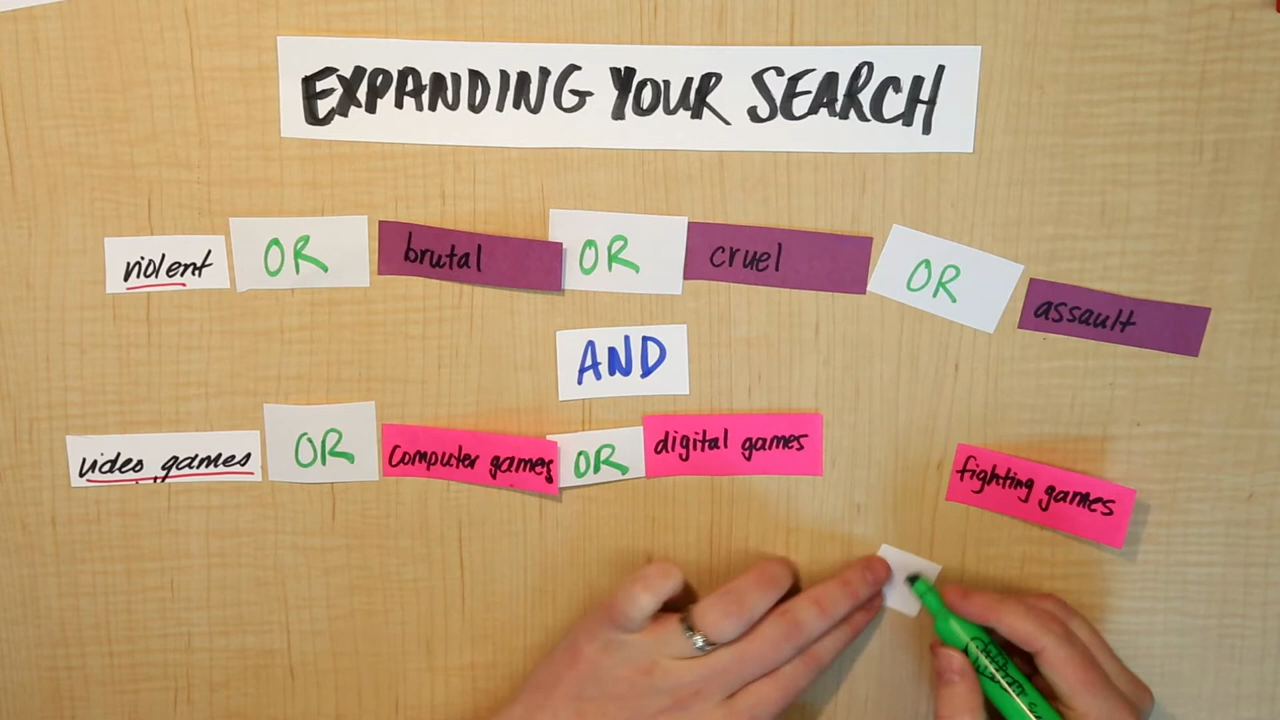 EXPANDING YOUR SEARCH
violent OR brutal OR cruel OR assault
AND
video games OR computer games OR digital games fighting games